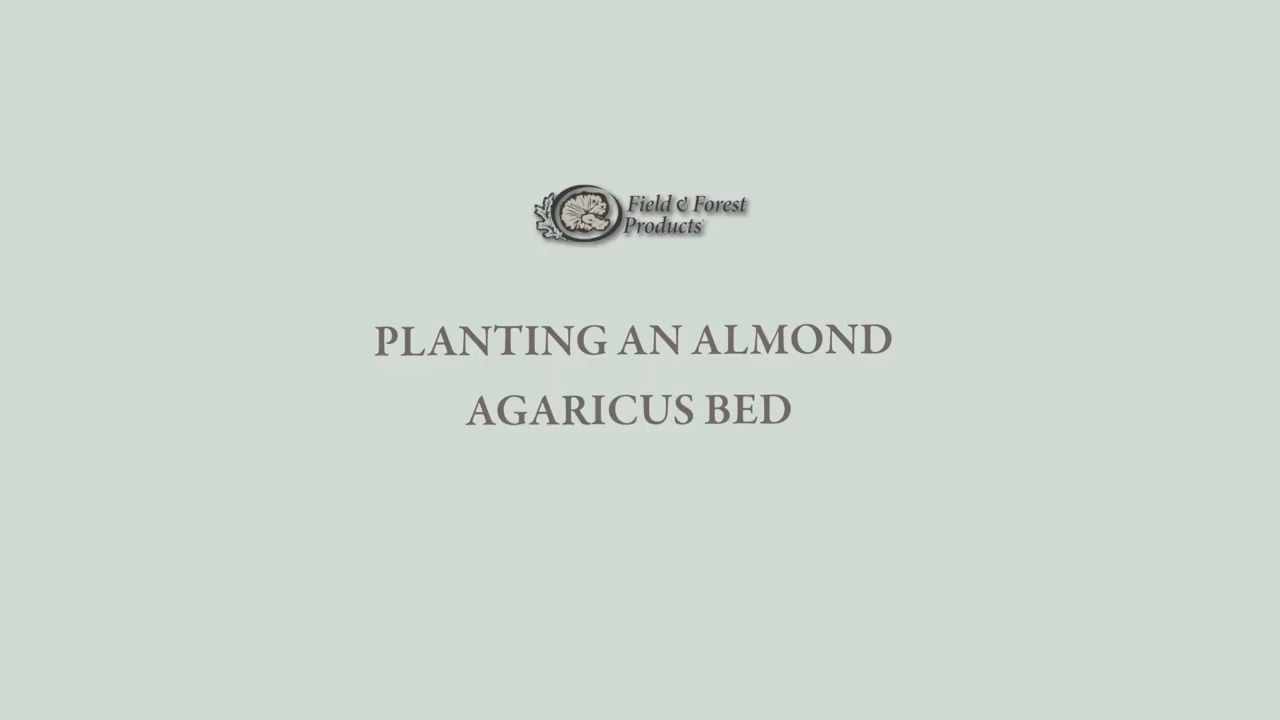 Field & Forest
Products
PLANTING AN ALMOND
AGARICUS BED